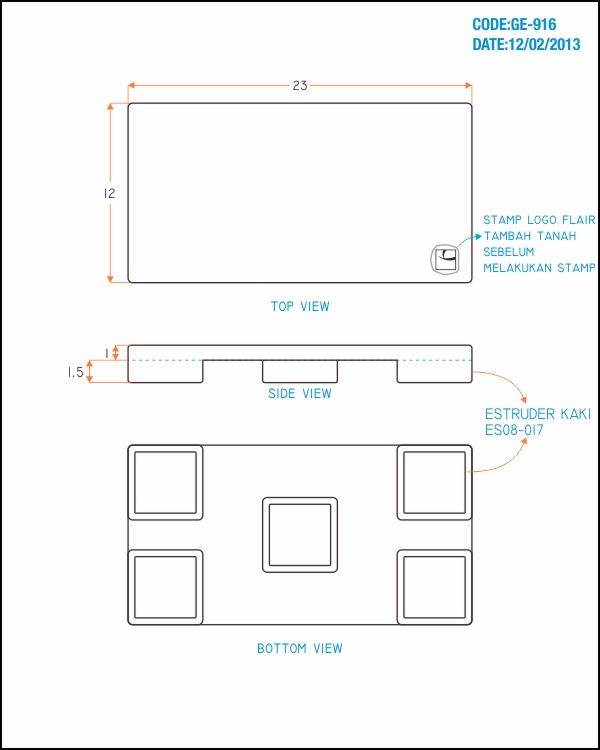 CODE:GE-916
DATE:12/02/2013
23
12
STAMP LOGO FLAIR
TAMBAH TANAH
SEBELUM
MELAKUKAN STAMP
TOP VIEW
1
1.5
SIDE VIEW
ESTRUDER KAKI
ES08-017
BOTTOM VIEW